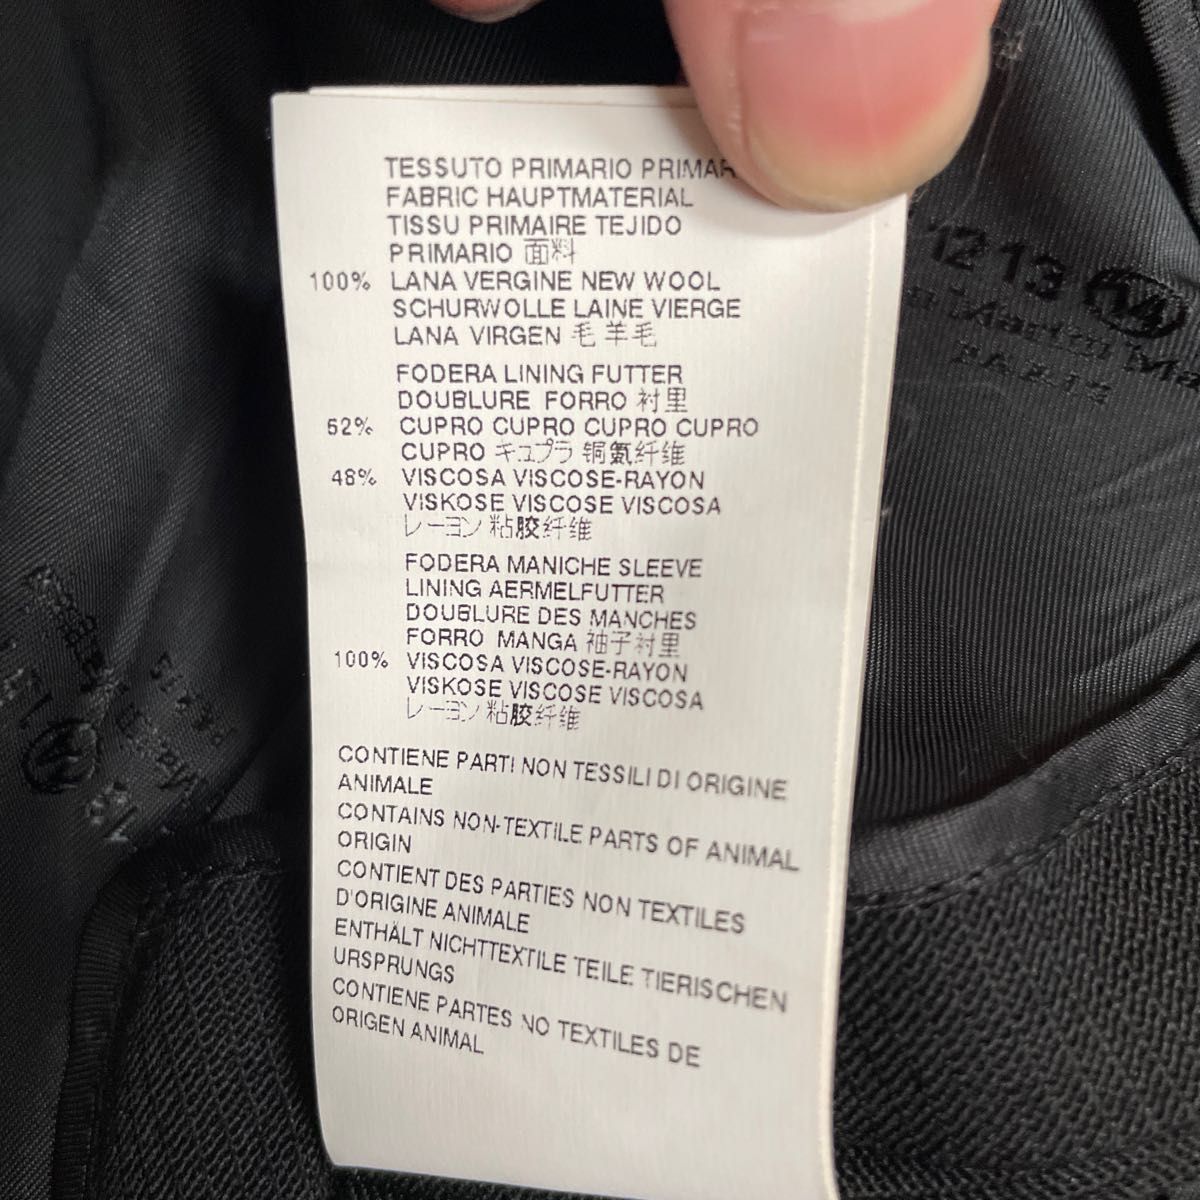 TESSUTO PRIMARIO PRIMAR
FABRIC HAUPTMATERIAL
TISSU PRIMAIRE TEJIDO
PRIMARIO 面料
100% LANA VERGINE NEW WOOL
SCHURWOLLE LAINE VIERGE
LANA VIRGEN 毛 羊毛
FODERA LINING FUTTER
DOUBLURE FORRO 衬里
52% CUPRO CUPRO CUPRO CUPRO
CUPRO キュプラ 铜氨纤维
48% VISCOSA VISCOSE-RAYON
VISKOSE VISCOSE VISCOSA
レーヨン 粘胶纤维
FODERA MANICHE SLEEVE
LINING AERMELFUTTER
DOUBLURE DES MANCHES
FORRO MANGA 袖子衬里
100% VISCOSA VISCOSE-RAYON
VISKOSE VISCOSE VISCOSA
レーヨン 粘胶纤维
CONTIENE PARTI NON TESSILI DI ORIGINE
ANIMALE
CONTAINS NON-TEXTILE PARTS OF ANIMAL
ORIGIN
CONTIENT DES PARTIES NON TEXTILES
D'ORIGINE ANIMALE
ENTHÄLT NICHTTEXTILE TEILE TIERISCHEN
URSPRUNGS
CONTIENE PARTES NO TEXTILES DE
ORIGEN ANIMAL
12 13 14